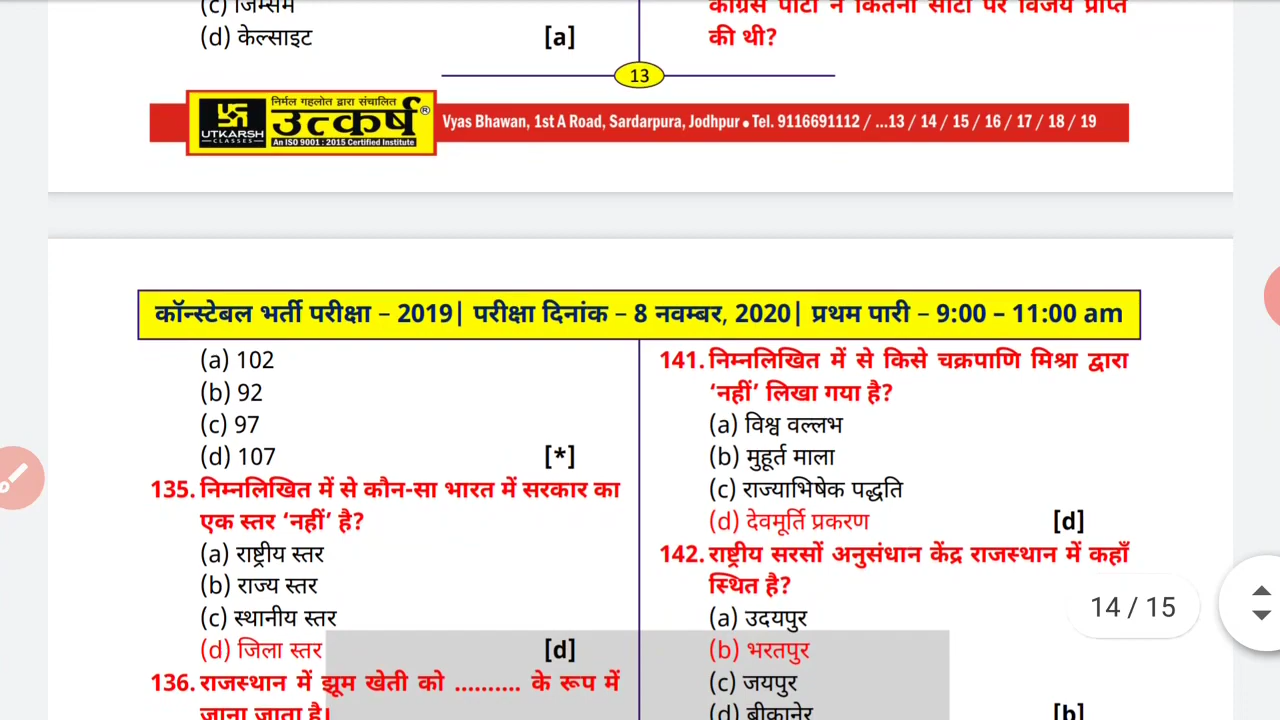 (c) जिम्सम
(d) केल्साइट [a]
कांग्रेस पार्टी ने कितनी सीटों पर विजय प्राप्त
की थी?
13
निर्मल गहलोत द्वारा संचालित
UTKARSH
CLASSES
उत्कर्ष®
An ISO 9001 : 2015 Certified Institute
Vyas Bhawan, 1st A Road, Sardarpura, Jodhpur ● Tel. 9116691112 / ...13 / 14 / 15 / 16 / 17 / 18 / 19
कॉन्स्टेबल भर्ती परीक्षा – 2019| परीक्षा दिनांक – 8 नवम्बर, 2020| प्रथम पारी – 9:00 – 11:00 am
(a) 102
(b) 92
(c) 97
(d) 107 [*]
135. निम्नलिखित में से कौन-सा भारत में सरकार का
एक स्तर ‘नहीं’ है?
(a) राष्ट्रीय स्तर
(b) राज्य स्तर
(c) स्थानीय स्तर
(d) जिला स्तर [d]
136. राजस्थान में झूम खेती को .......... के रूप में
जाना जाता है।
141. निम्नलिखित में से किसे चक्रपाणि मिश्रा द्वारा
‘नहीं’ लिखा गया है?
(a) विश्व वल्लभ
(b) मुहूर्त माला
(c) राज्याभिषेक पद्धति
(d) देवमूर्ति प्रकरण [d]
142. राष्ट्रीय सरसों अनुसंधान केंद्र राजस्थान में कहाँ
स्थित है?
(a) उदयपुर
(b) भरतपुर
(c) जयपुर
(d) बीकानेर [b]
14 / 15